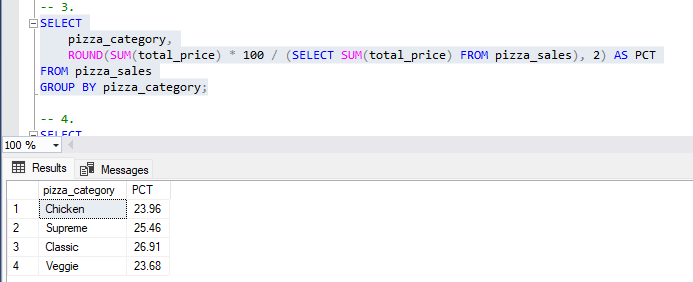 -- 3.
SELECT
pizza_category,
ROUND(SUM(total_price) * 100 / (SELECT SUM(total_price) FROM pizza_sales), 2) AS PCT
FROM pizza_sales
GROUP BY pizza_category;
-- 4.
SELECT
100 %
Results Messages
pizza_category PCT
1 Chicken 23.96
2 Supreme 25.46
3 Classic 26.91
4 Veggie 23.68